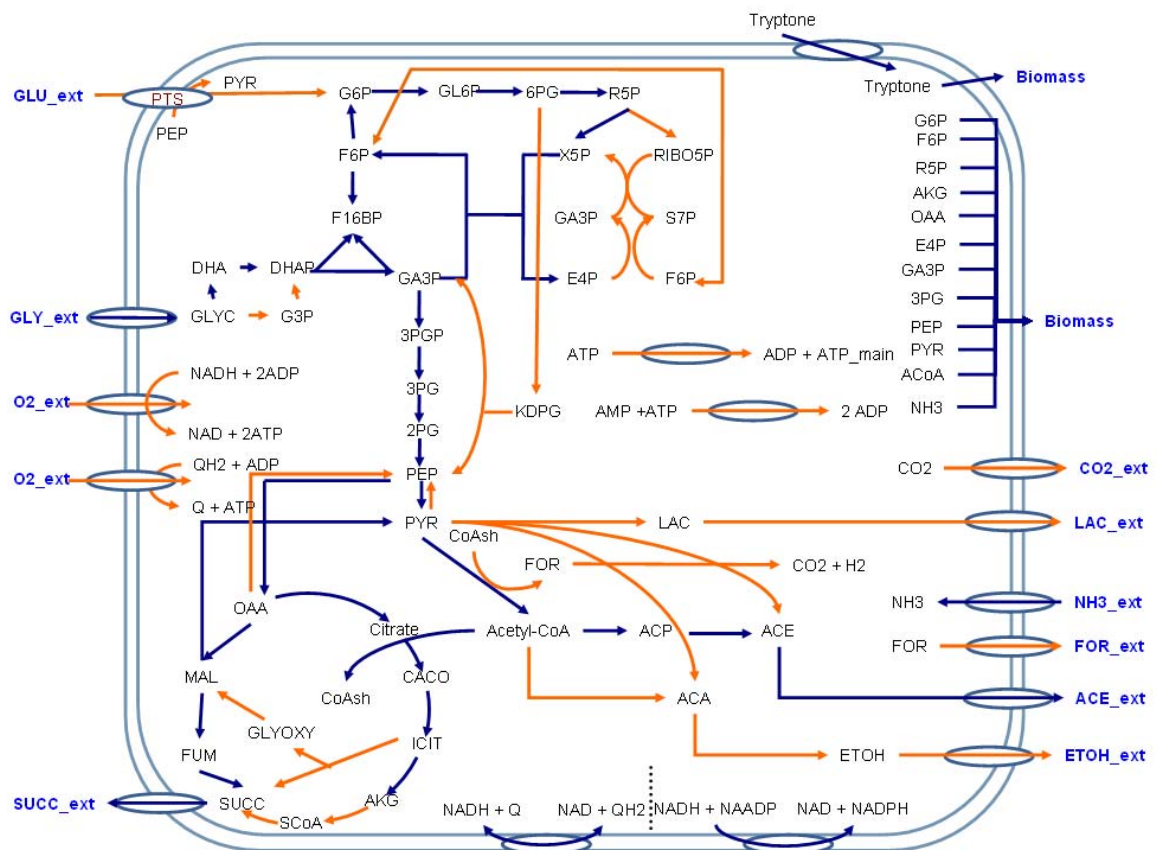 Tryptone
GLU_ext
PTS
PYR
PEP
G6P
GL6P
6PG
R5P
Tryptone
Biomass
F6P
X5P
RIBO5P
F16BP
GA3P
S7P
DHA
DHAP
GA3P
E4P
F6P
GLY_ext
GLYC
G3P
3PGP
3PG
2PG
PEP
PYR
KDPG
G6P
F6P
R5P
AKG
OAA
E4P
GA3P
3PG
PEP
PYR
ACoA
NH3
Biomass
ATP
ADP + ATP_main
AMP +ATP
2 ADP
O2_ext
NADH + 2ADP
NAD + 2ATP
O2_ext
QH2 + ADP
Q + ATP
CO2
CO2_ext
CoAsh
LAC
LAC_ext
FOR
CO2 + H2
NH3
NH3_ext
OAA
Citrate
Acetyl-CoA
ACP
ACE
FOR
FOR_ext
MAL
CoAsh
CACO
ACA
ACE_ext
GLYOXY
FUM
ICIT
ETOH
ETOH_ext
SUCC_ext
SUCC
SCoA
AKG
NADH + Q
NAD + QH2
NADH + NAADP
NAD + NADPH